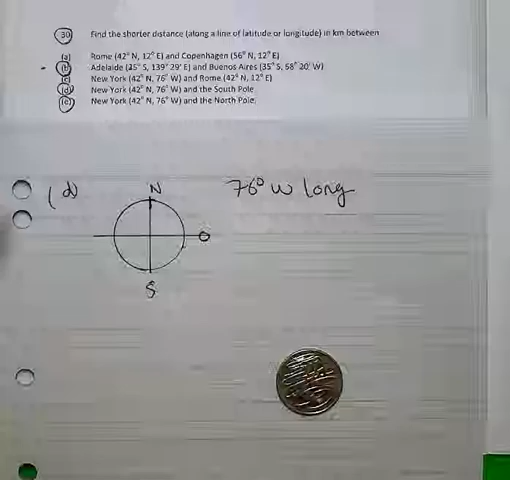 30 Find the shorter distance (along a line of latitude or longitude) in km between
(a) Rome (42° N, 12° E) and Copenhagen (56° N, 12° E)
(b) Adelaide (35° S, 139° 29' E) and Buenos Aires (35° S, 58° 20' W)
(c) New York (42° N, 76° W) and Rome (42° N, 12° E)
(d) New York (42° N, 76° W) and the South Pole
(e) New York (42° N, 76° W) and the North Pole.
(d) N 76° W long
O
S